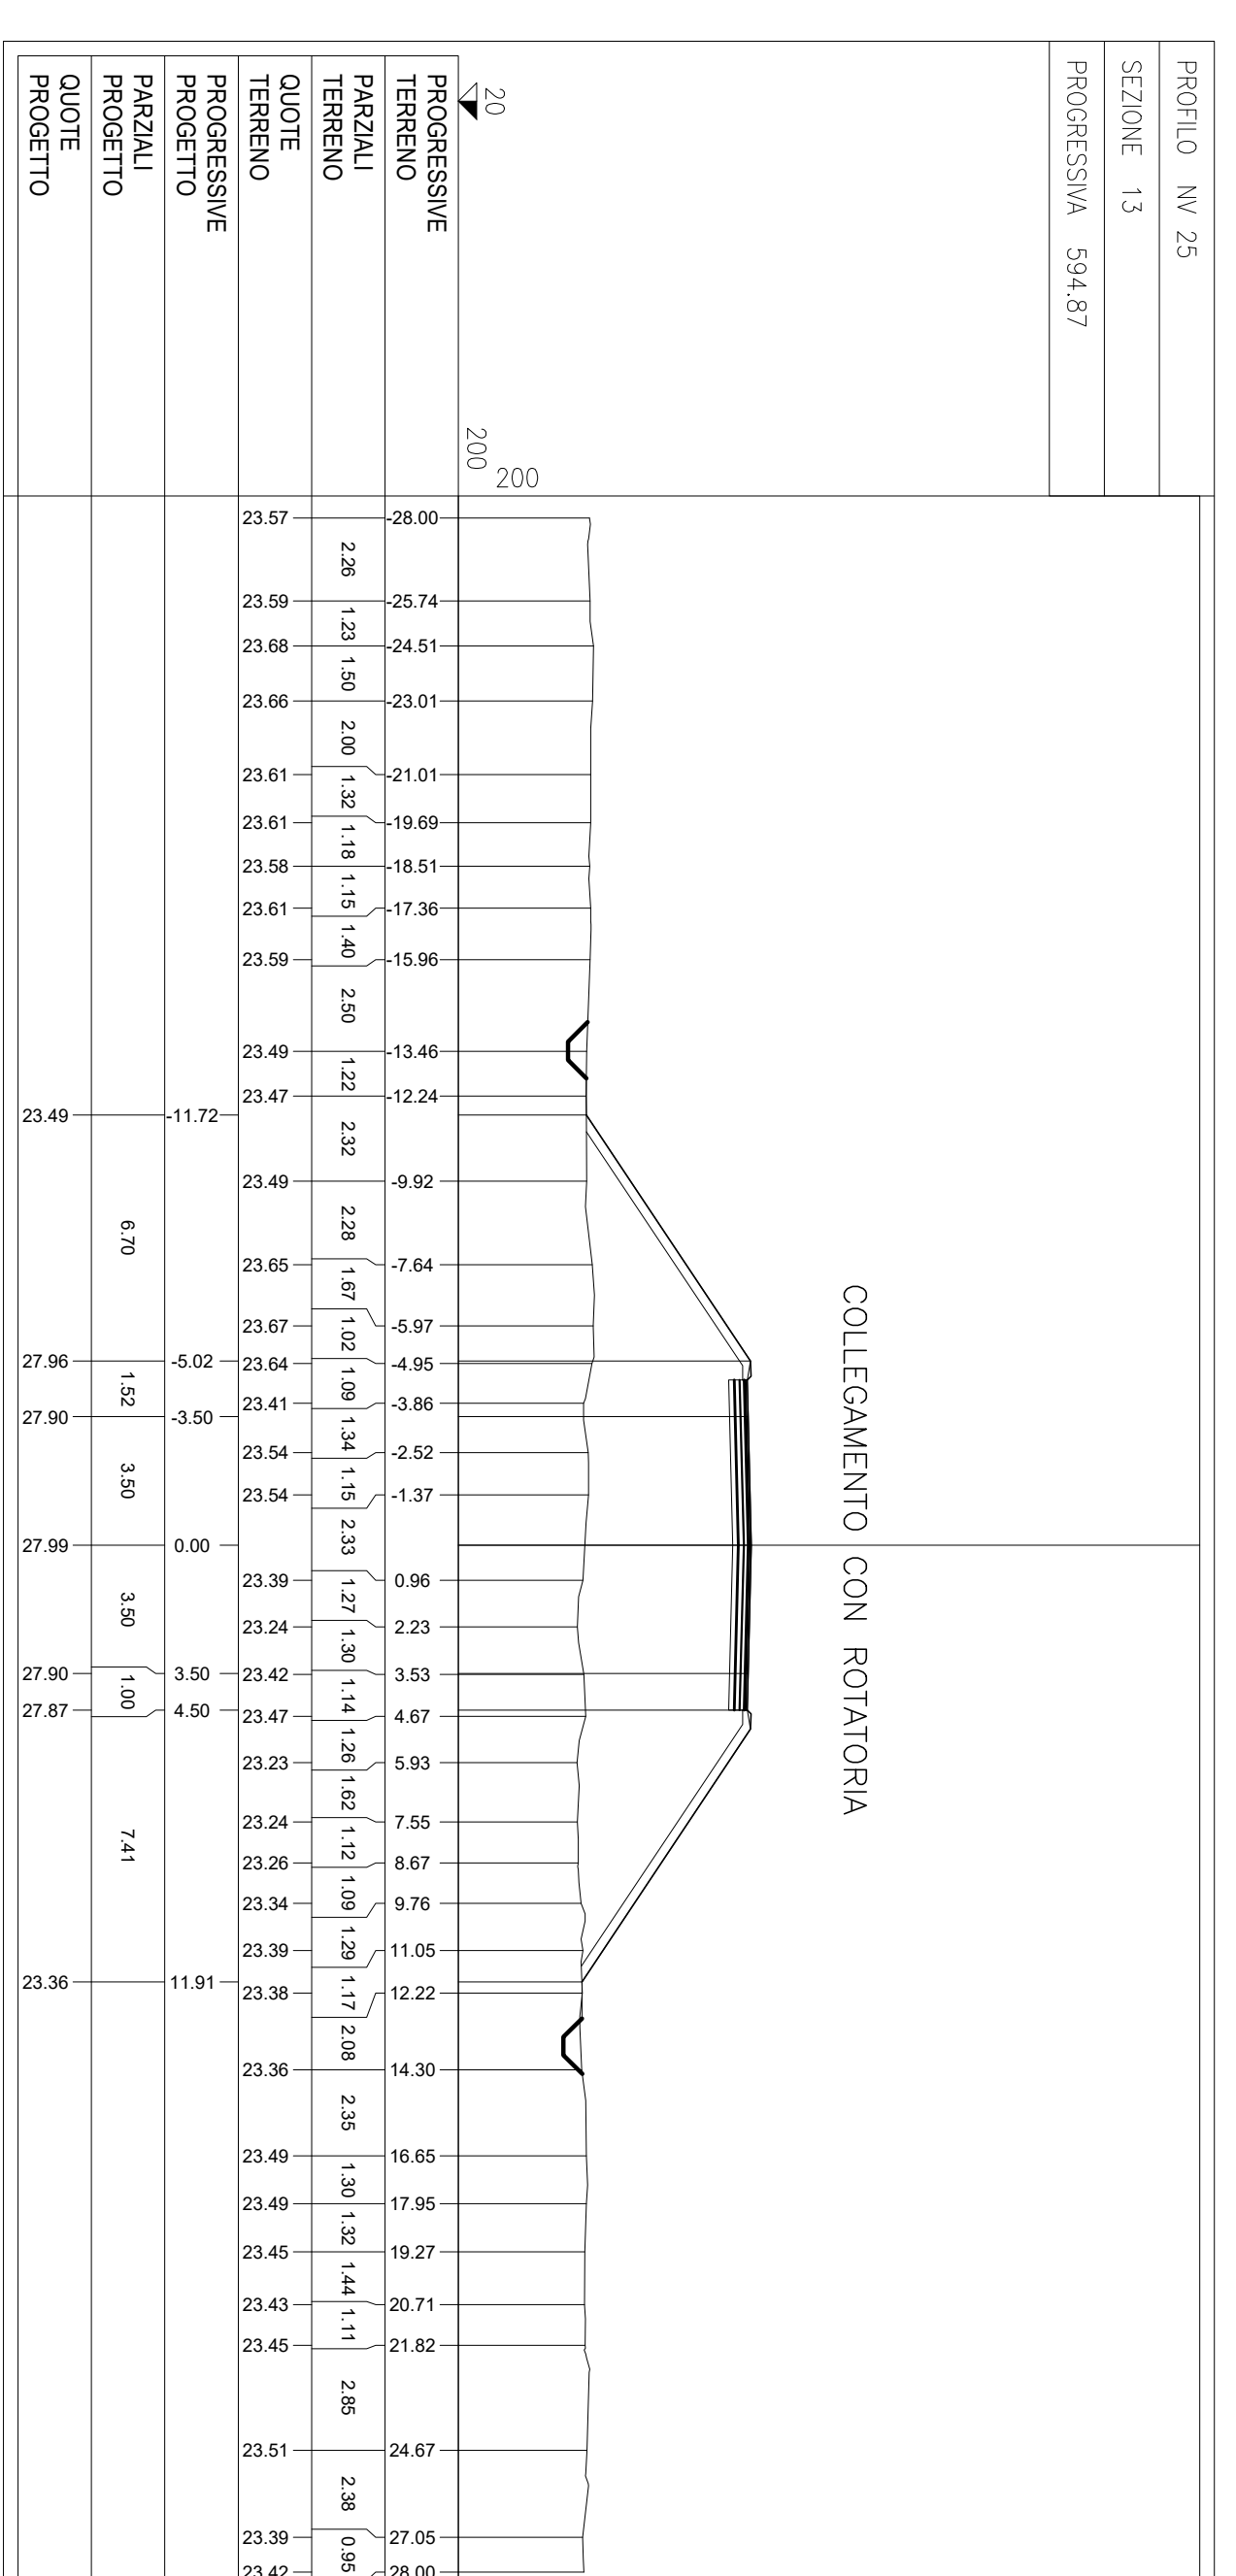 PROFILO NV 25
SEZIONE 13
PROGRESSIVA 594.87
COLLEGAMENTO CON ROTATORIA
20
200
200
PROGRESSIVE TERRENO
-28.00 -25.74 -24.51 -23.01 -21.01 -19.69 -18.51 -17.36 -15.96 -13.46 -12.24 -9.92 -7.64 -5.97 -4.95 -3.86 -2.52 -1.37 0.96 2.23 3.53 4.67 5.93 7.55 8.67 9.76 11.05 12.22 14.30 16.65 17.95 19.27 20.71 21.82 24.67 27.05 28.00
PARZIALI TERRENO
2.26 1.23 1.50 2.00 1.32 1.18 1.15 1.40 2.50 1.22 2.32 2.28 1.67 1.02 1.09 1.34 1.15 2.33 1.27 1.30 1.14 1.26 1.62 1.12 1.09 1.29 1.17 2.08 2.35 1.30 1.32 1.44 1.11 2.85 2.38 0.95
QUOTE TERRENO
23.57 23.59 23.68 23.66 23.61 23.61 23.58 23.61 23.59 23.49 23.47 23.49 23.65 23.67 23.64 23.41 23.54 23.54 23.39 23.24 23.42 23.47 23.23 23.24 23.26 23.34 23.39 23.38 23.36 23.49 23.49 23.45 23.43 23.45 23.51 23.39 23.42
PROGRESSIVE PROGETTO
-11.72 -5.02 -3.50 0.00 3.50 4.50 11.91
PARZIALI PROGETTO
6.70 1.52 3.50 3.50 1.00 7.41
QUOTE PROGETTO
23.49 27.96 27.90 27.99 27.90 27.87 23.36